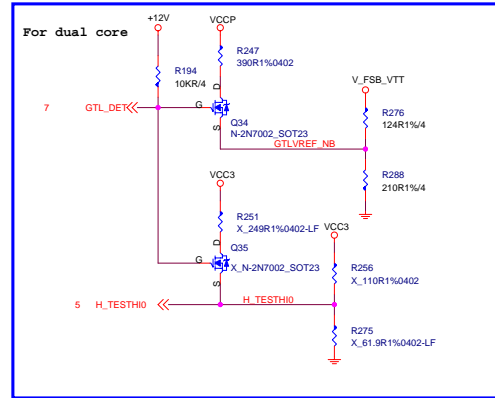 For dual core
+12V
VCCP
R247
390R1%0402
R194
10KR/4
V_FSB_VTT
D
R276
124R1%/4
7
GTL_DET
G
Q34
N-2N7002_SOT23
S
GTLVREF_NB
R288
210R1%/4
VCC3
R251
X_249R1%0402-LF
VCC3
D
Q35
G
X_N-2N7002_SOT23
R256
X_110R1%0402
S
5
H_TESTHI0
H_TESTHI0
R275
X_61.9R1%0402-LF